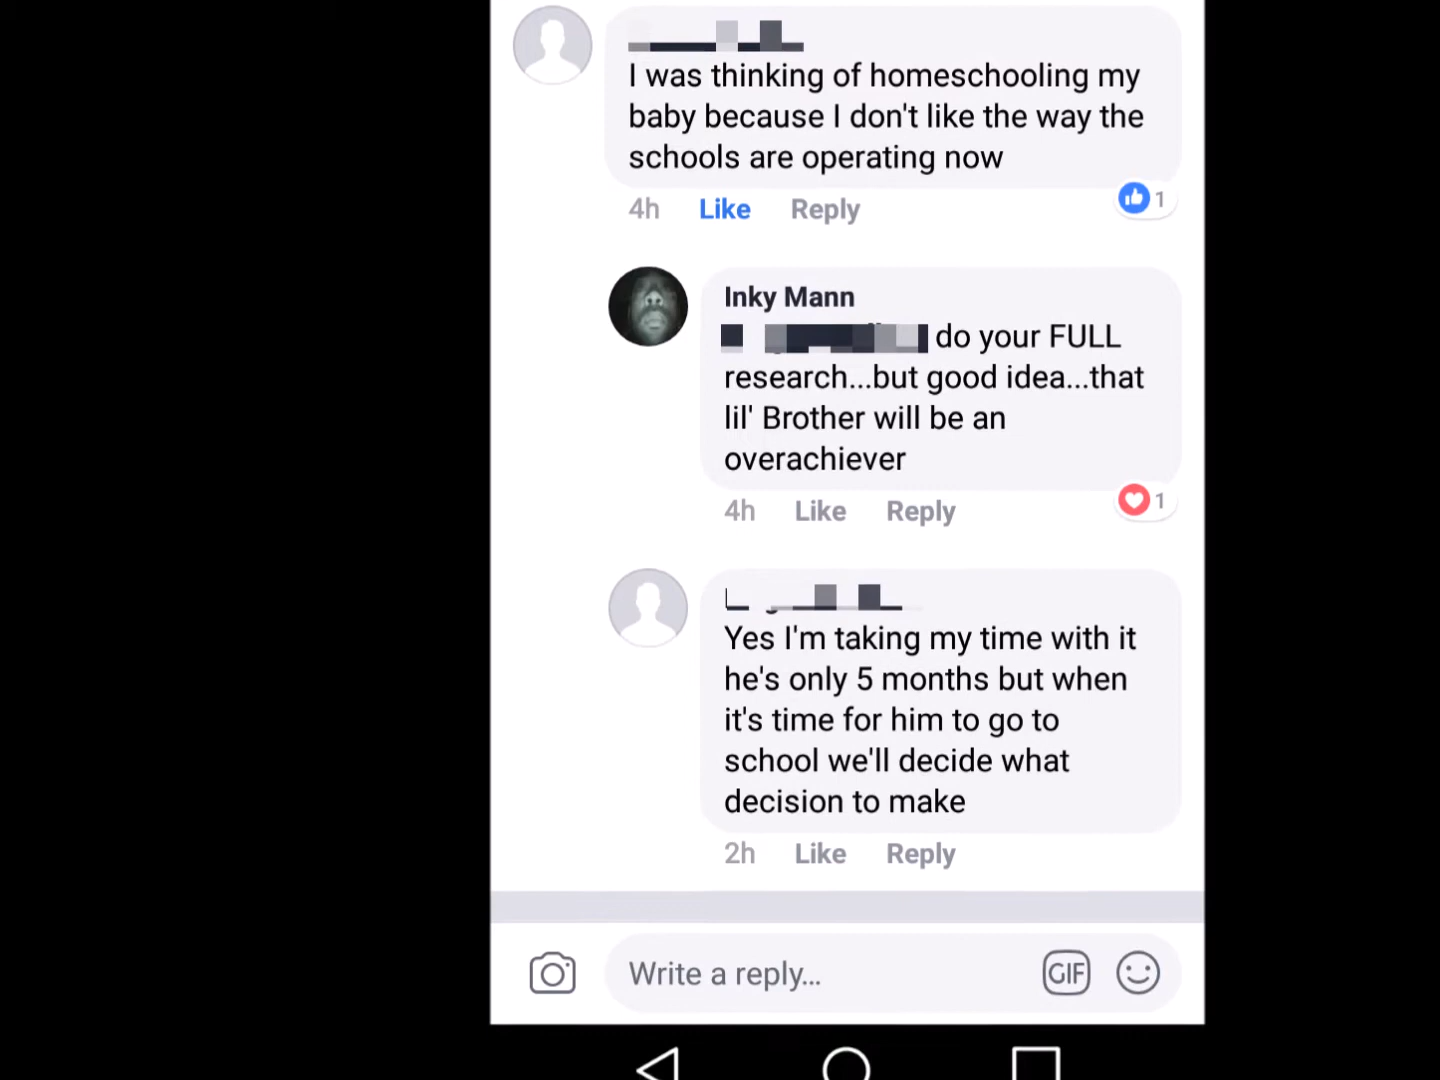 I was thinking of homeschooling my
baby because I don't like the way the
schools are operating now
4h Like Reply 1
Inky Mann
do your FULL
research...but good idea...that
lil' Brother will be an
overachiever
4h Like Reply 1
Yes I'm taking my time with it
he's only 5 months but when
it's time for him to go to
school we'll decide what
decision to make
2h Like Reply
Write a reply... GIF